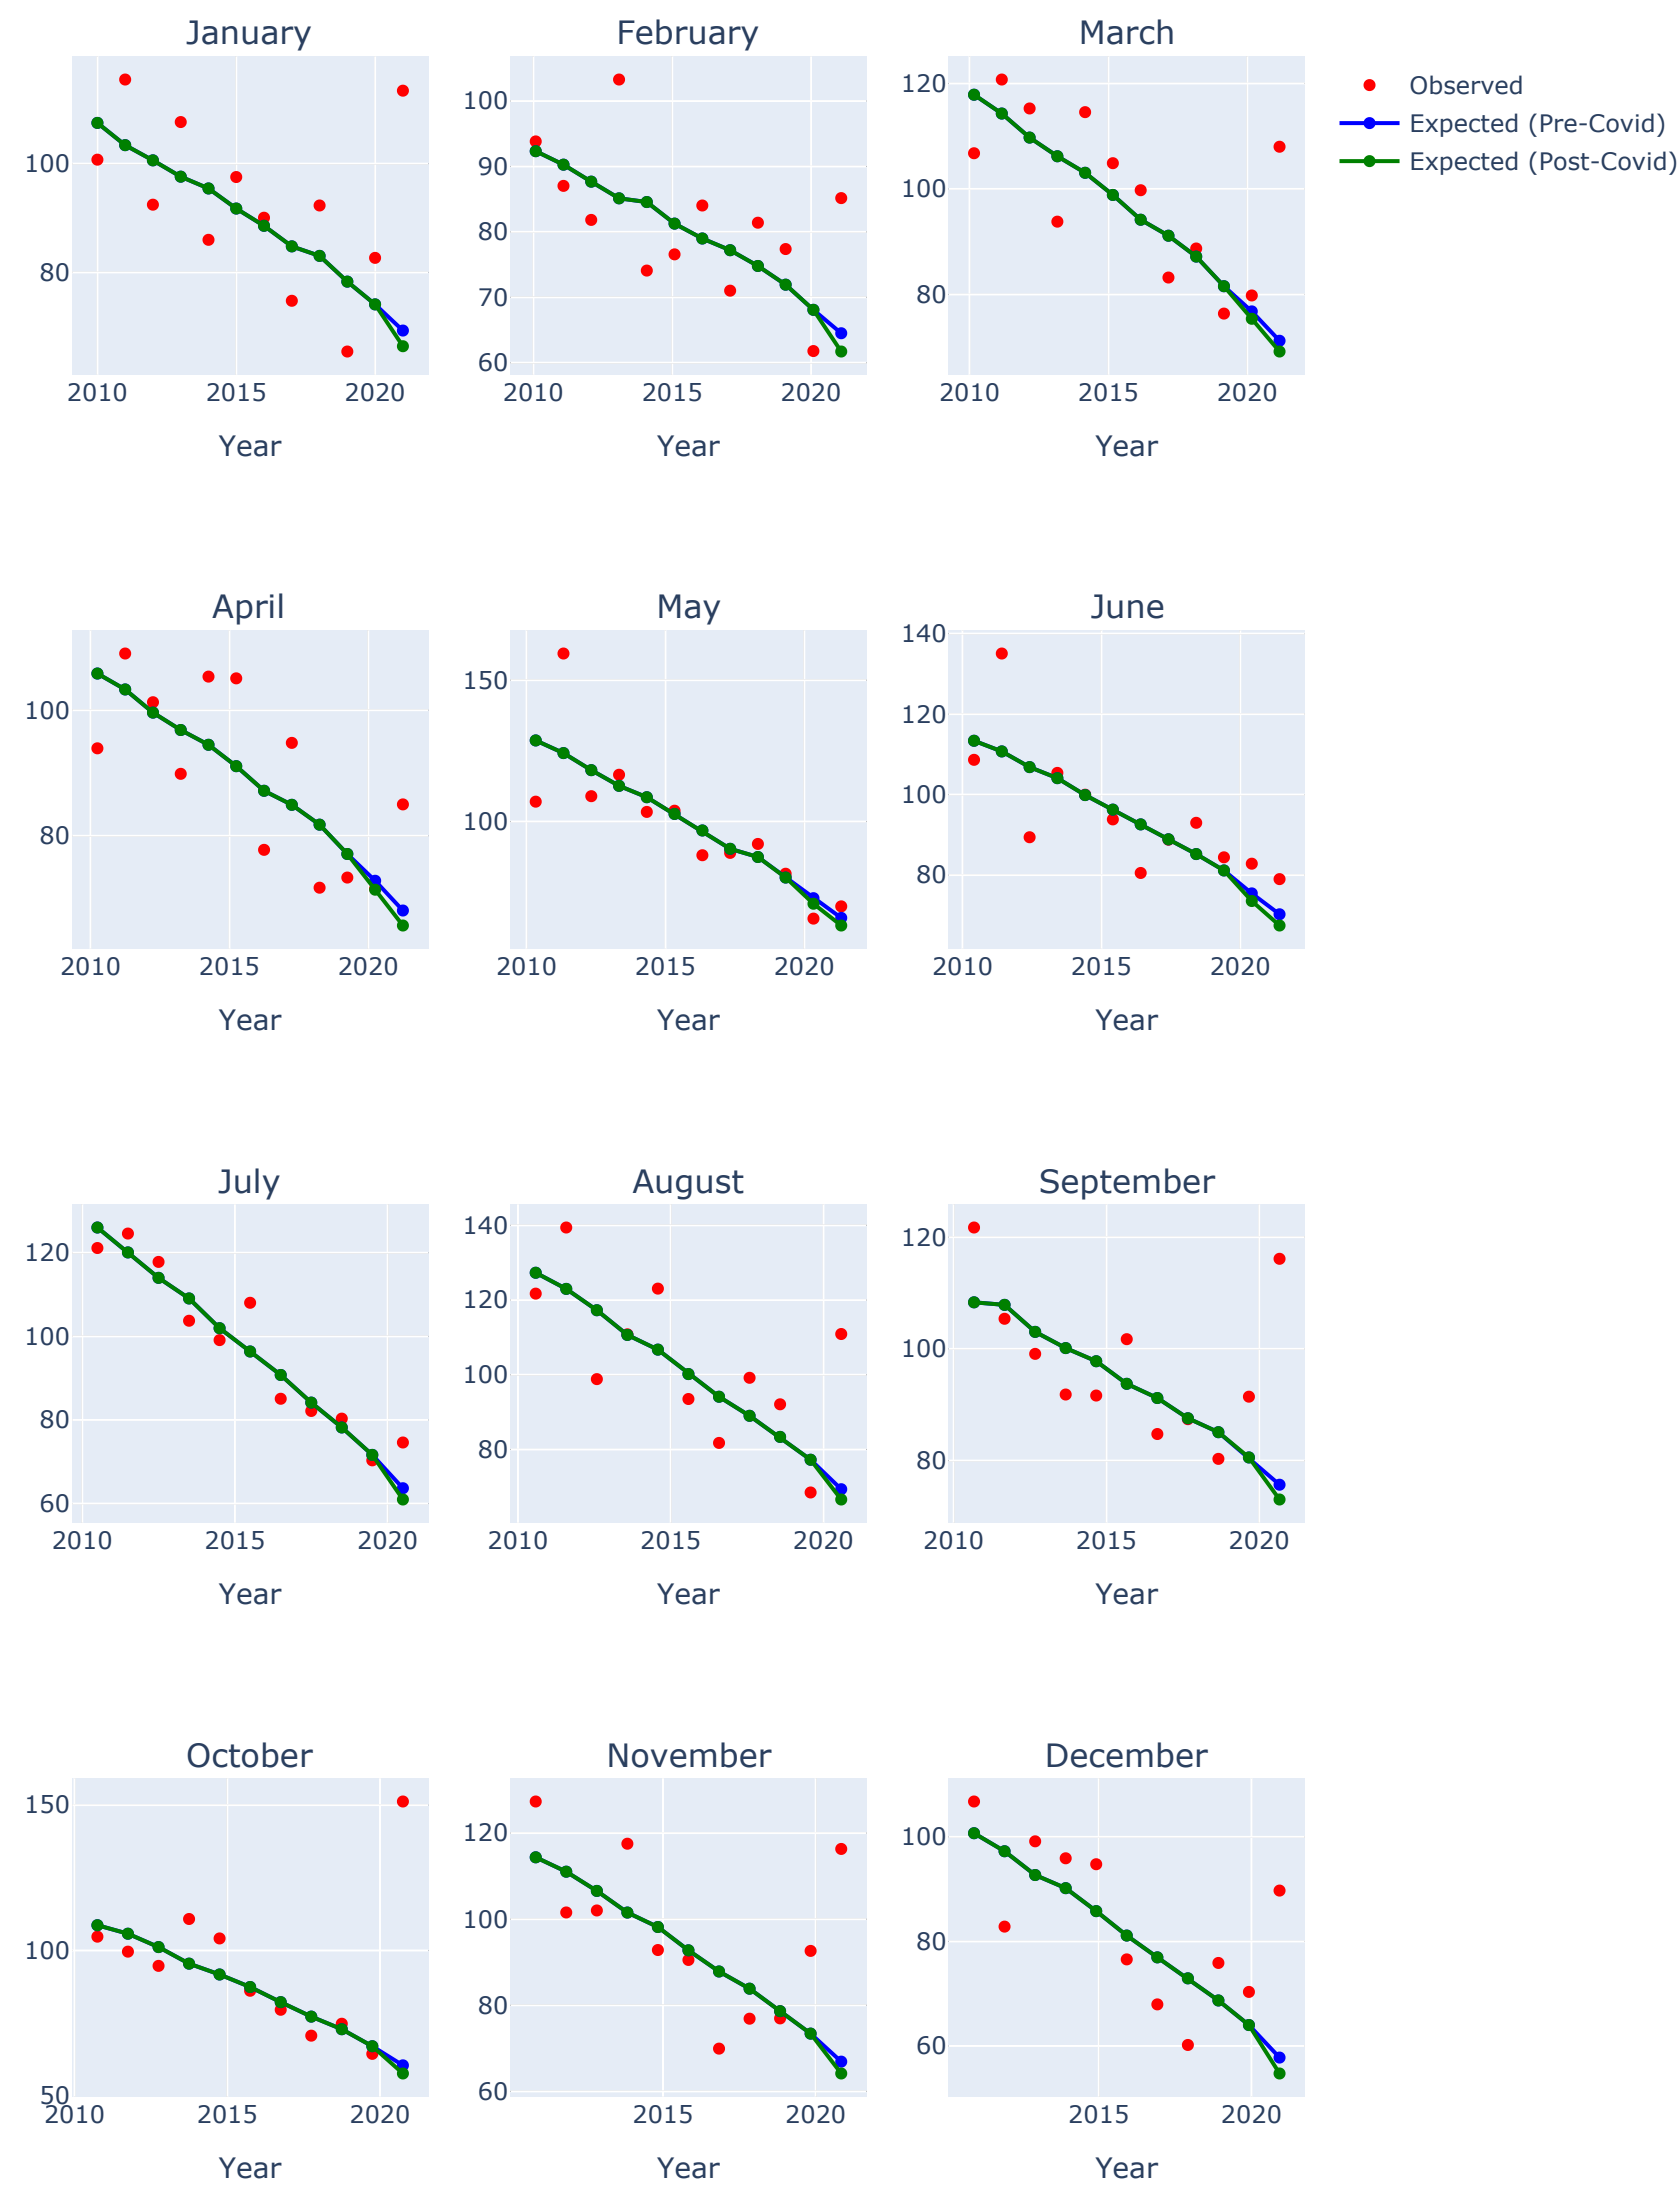 January
February
March
Observed
Expected (Pre-Covid)
Expected (Post-Covid)
100
80
2010
2015
2020
Year
100
90
80
70
60
2010
2015
2020
Year
120
100
80
2010
2015
2020
Year
April
May
June
100
80
2010
2015
2020
Year
150
100
2010
2015
2020
Year
140
120
100
80
2010
2015
2020
Year
July
August
September
120
100
80
60
2010
2015
2020
Year
140
120
100
80
2010
2015
2020
Year
120
100
80
2010
2015
2020
Year
October
November
December
150
100
50
2010
2015
2020
Year
120
100
80
60
2015
2020
Year
100
80
60
2015
2020
Year